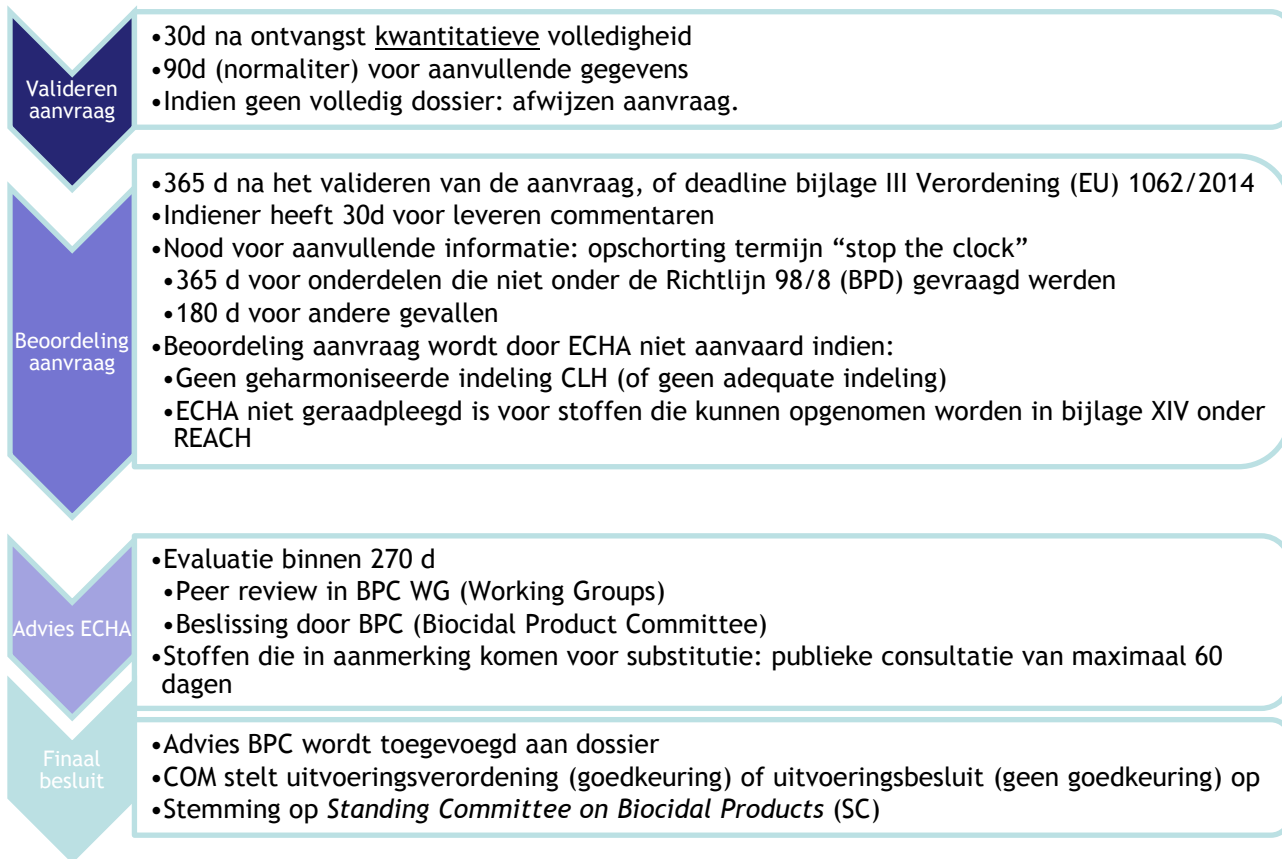 Valideren
aanvraag
•30d na ontvangst kwantitatieve volledigheid
•90d (normaliter) voor aanvullende gegevens
•Indien geen volledig dossier: afwijzen aanvraag.
Beoordeling
aanvraag
•365 d na het valideren van de aanvraag, of deadline bijlage III Verordening (EU) 1062/2014
•Indiener heeft 30d voor leveren commentaren
•Nood voor aanvullende informatie: opschorting termijn “stop the clock”
•365 d voor onderdelen die niet onder de Richtlijn 98/8 (BPD) gevraagd werden
•180 d voor andere gevallen
•Beoordeling aanvraag wordt door ECHA niet aanvaard indien:
•Geen geharmoniseerde indeling CLH (of geen adequate indeling)
•ECHA niet geraadpleegd is voor stoffen die kunnen opgenomen worden in bijlage XIV onder
REACH
Advies ECHA
•Evaluatie binnen 270 d
•Peer review in BPC WG (Working Groups)
•Beslissing door BPC (Biocidal Product Committee)
•Stoffen die in aanmerking komen voor substitutie: publieke consultatie van maximaal 60
dagen
Finaal
besluit
•Advies BPC wordt toegevoegd aan dossier
•COM stelt uitvoeringsverordening (goedkeuring) of uitvoeringsbesluit (geen goedkeuring) op
•Stemming op Standing Committee on Biocidal Products (SC)